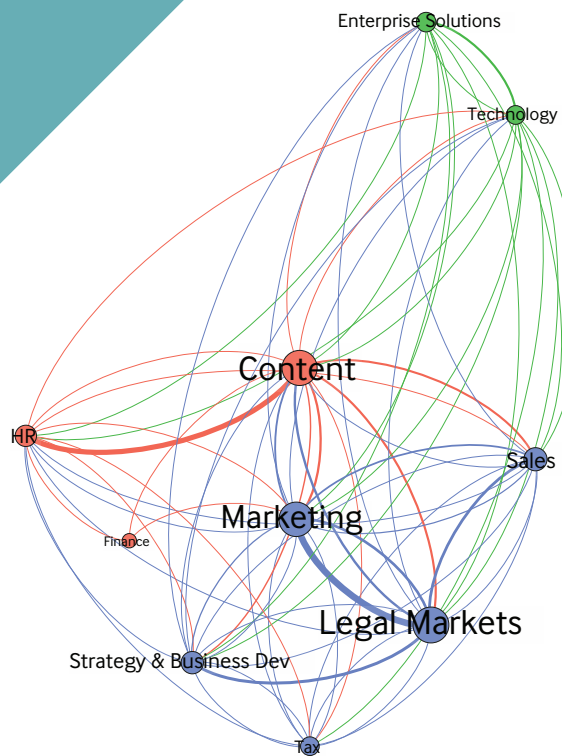 Enterprise Solutions
Technology
Content
HR
Sales
Marketing
Finance
Legal Markets
Strategy & Business Dev
Tax